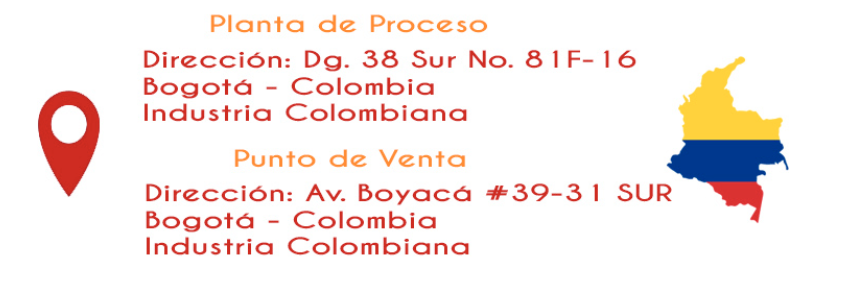 Planta de Proceso
Dirección: Dg. 38 Sur No. 81F-16
Bogotá - Colombia
Industria Colombiana
Punto de Venta
Dirección: Av. Boyacá #39-31 SUR
Bogotá - Colombia
Industria Colombiana